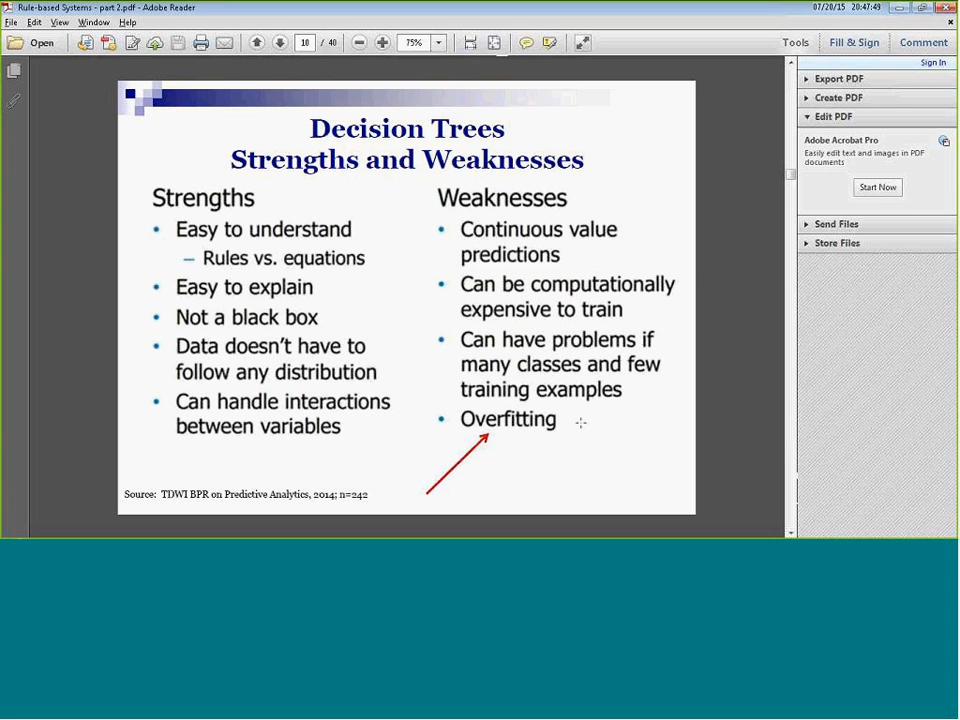 Rule-based Systems - part 2.pdf - Adobe Reader
07/20/15 20:47:49
File Edit View Window Help
Open
10 / 40
75%
Tools
Fill & Sign
Comment
Sign In
Export PDF
Create PDF
Edit PDF
Adobe Acrobat Pro
Easily edit text and images in PDF
documents
Start Now
Send Files
Store Files
Decision Trees
Strengths and Weaknesses
Strengths
• Easy to understand
– Rules vs. equations
• Easy to explain
• Not a black box
• Data doesn't have to
follow any distribution
• Can handle interactions
between variables
Weaknesses
• Continuous value
predictions
• Can be computationally
expensive to train
• Can have problems if
many classes and few
training examples
• Overfitting
Source: TDWI BPR on Predictive Analytics, 2014; n=242